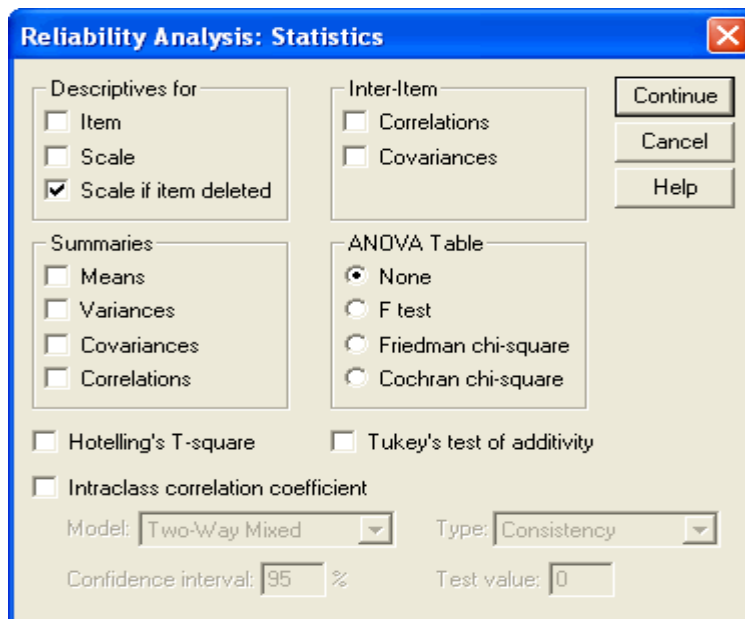 Reliability Analysis: Statistics
Descriptives for
Item
Scale
Scale if item deleted
Inter-Item
Correlations
Covariances
Continue
Cancel
Help
Summaries
Means
Variances
Covariances
Correlations
ANOVA Table
None
F test
Friedman chi-square
Cochran chi-square
Hotelling's T-square
Tukey's test of additivity
Intraclass correlation coefficient
Model: Two-Way Mixed
Type: Consistency
Confidence interval: 95 %
Test value: 0